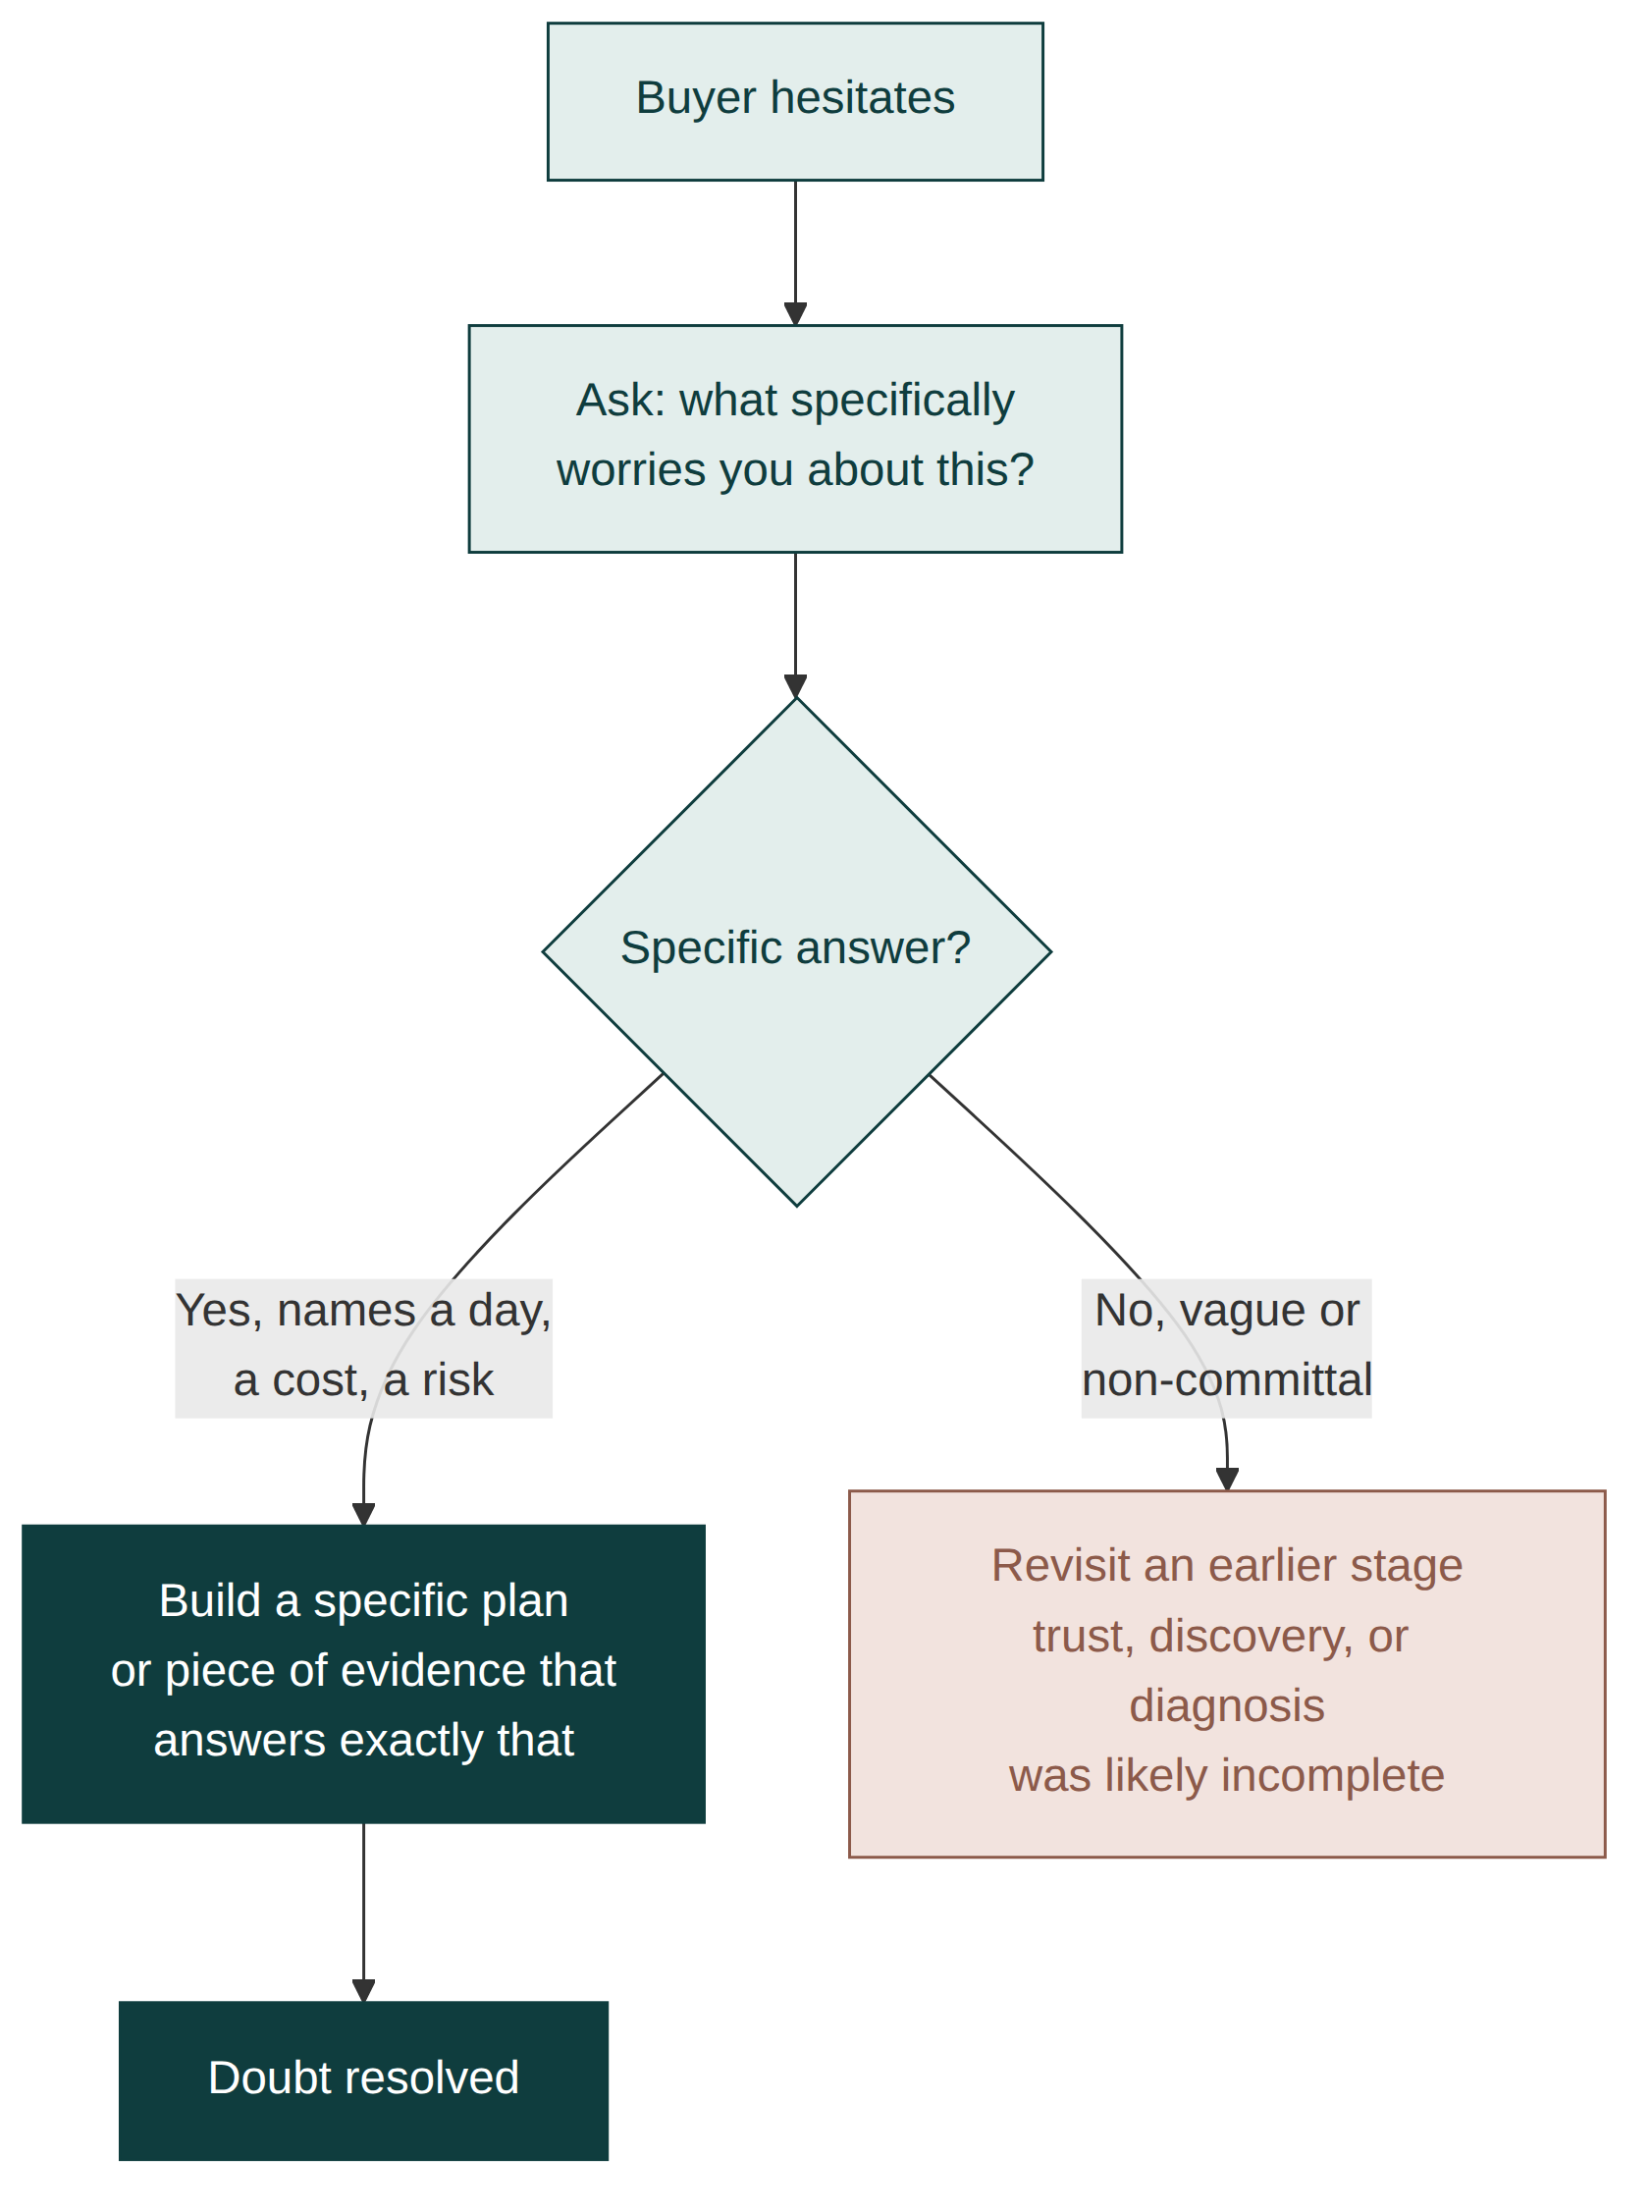 Buyer hesitates
Ask: what specifically
worries you about this?
Specific answer?
Yes, names a day,
a cost, a risk
No, vague or
non-committal
Build a specific plan
or piece of evidence that
answers exactly that
Revisit an earlier stage
trust, discovery, or
diagnosis
was likely incomplete
Doubt resolved